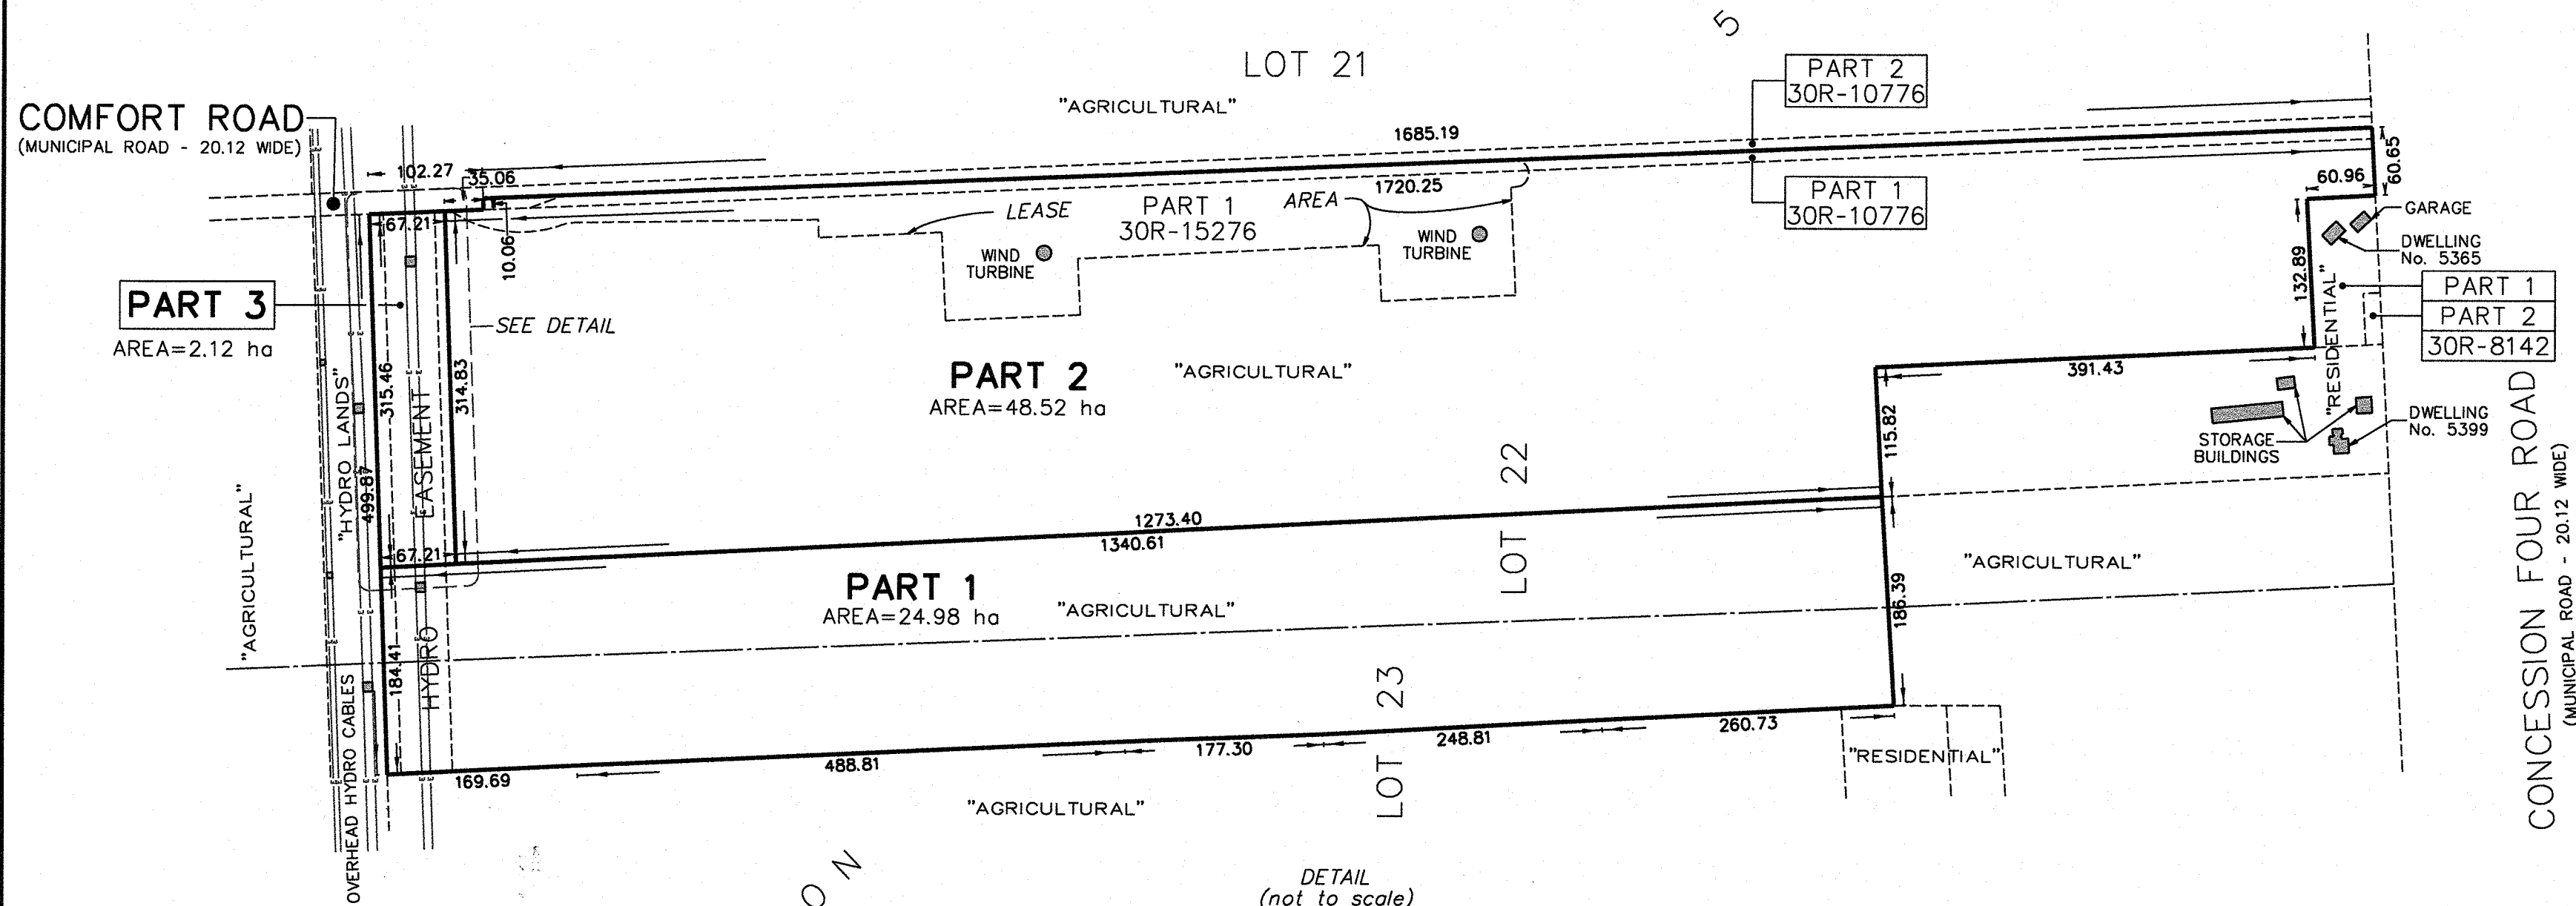 5
LOT 21
"AGRICULTURAL"
PART 2
30R-10776
COMFORT ROAD
(MUNICIPAL ROAD - 20.12 WIDE)
1685.19
102.27
35.06
60.65
60.96
1720.25
PART 1
30R-10776
LEASE
PART 1
30R-15276
AREA
GARAGE
67.21
10.06
WIND
TURBINE
WIND
TURBINE
DWELLING
No. 5365
132.89
"RESIDENTIAL"
PART 1
PART 2
30R-8142
PART 3
AREA=2.12 ha
SEE DETAIL
315.46
314.83
"HYDRO LANDS"
EASEMENT
499.87
PART 2
AREA=48.52 ha
"AGRICULTURAL"
391.43
115.82
STORAGE
BUILDINGS
DWELLING
No. 5399
CONCESSION FOUR ROAD
(MUNICIPAL ROAD - 20.12 WIDE)
"AGRICULTURAL"
LOT 22
1273.40
1340.61
67.21
PART 1
AREA=24.98 ha
"AGRICULTURAL"
"AGRICULTURAL"
186.39
184.41
HYDRO
OVERHEAD HYDRO CABLES
LOT 23
169.69
488.81
177.30
248.81
260.73
"RESIDENTIAL"
"AGRICULTURAL"
O N
DETAIL
(not to scale)